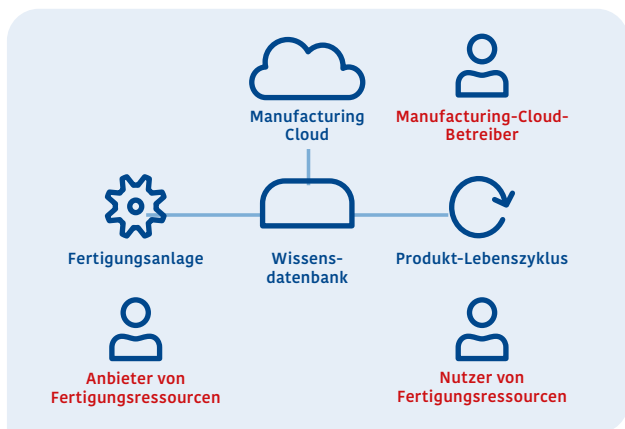 Manufacturing
Cloud
Manufacturing-Cloud-
Betreiber
Fertigungsanlage
Wissens-
datenbank
Produkt-Lebenszyklus
Anbieter von
Fertigungsressourcen
Nutzer von
Fertigungsressourcen